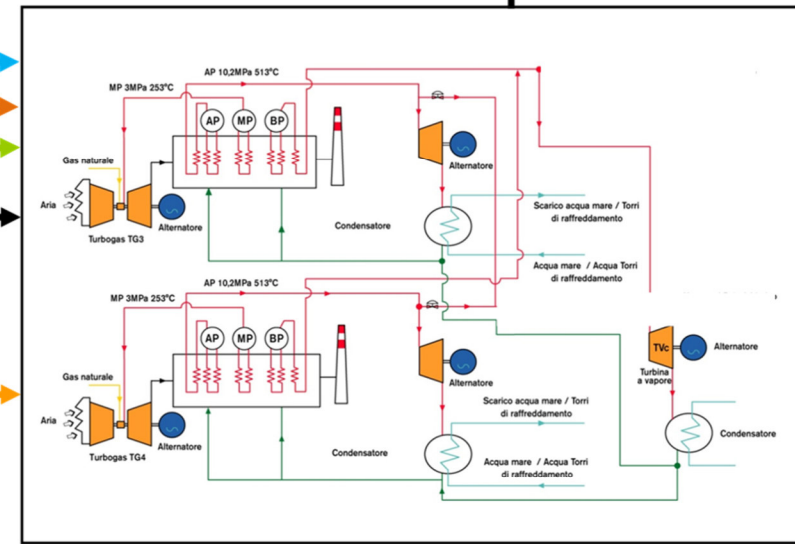 AP 10,2MPa 513°C
MP 3MPa 253°C
AP
MP
BP
Gas naturale
Aria
Turbogas TG3
Alternatore
Alternatore
Condensatore
Scarico acqua mare / Torri
di raffreddamento
Acqua mare / Acqua Torri
di raffreddamento
AP 10,2MPa 513°C
MP 3MPa 253°C
AP
MP
BP
Gas naturale
Aria
Turbogas TG4
Alternatore
Alternatore
Condensatore
Scarico acqua mare / Torri
di raffreddamento
Acqua mare / Acqua Torri
di raffreddamento
TVc
Alternatore
Turbina
a vapore
Condensatore